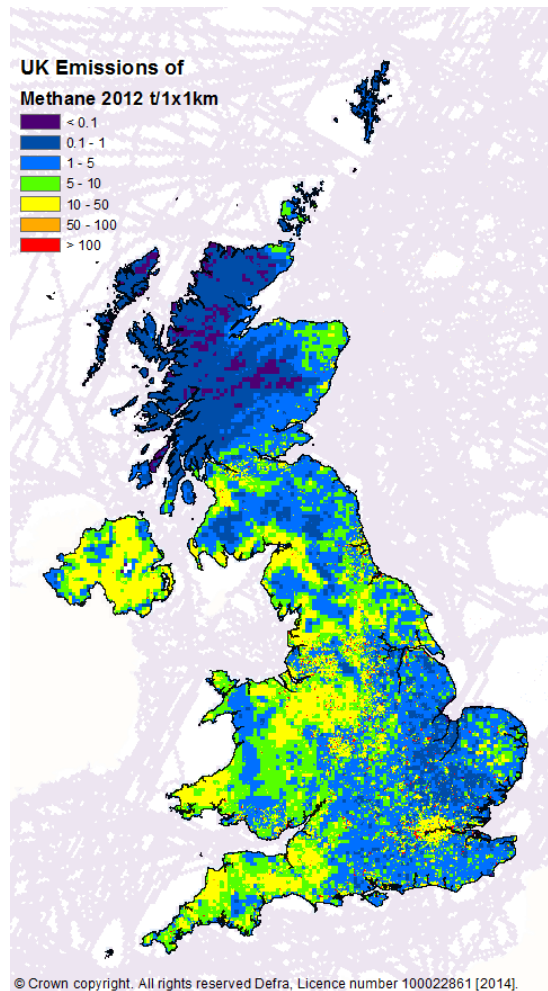 UK Emissions of
Methane 2012 t/1x1km
< 0.1
0.1 - 1
1 - 5
5 - 10
10 - 50
50 - 100
> 100
© Crown copyright. All rights reserved Defra, Licence number 100022861 [2014].